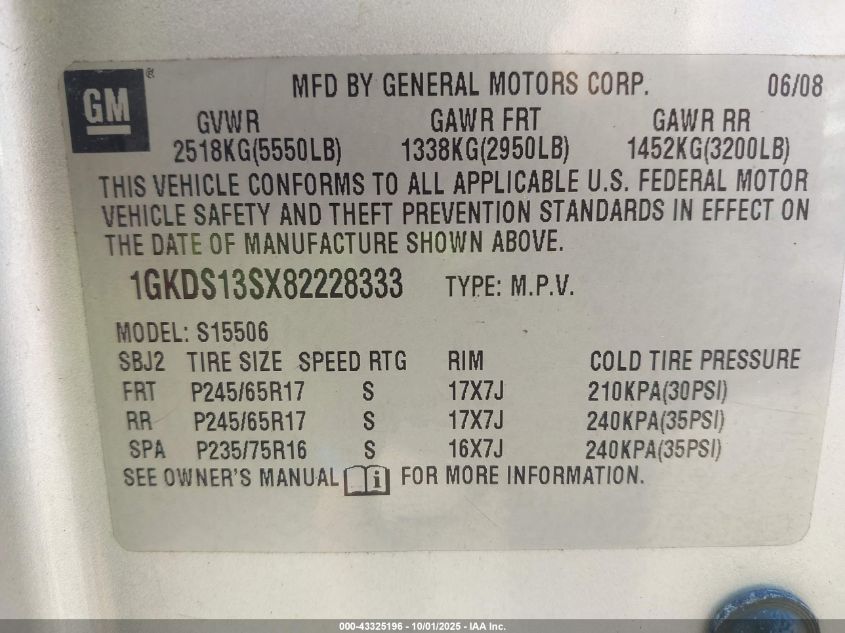 GM ® MFD BY GENERAL MOTORS CORP. 06/08
GVWR GAWR FRT GAWR RR
2518KG(5550LB) 1338KG(2950LB) 1452KG(3200LB)
THIS VEHICLE CONFORMS TO ALL APPLICABLE U.S. FEDERAL MOTOR
VEHICLE SAFETY AND THEFT PREVENTION STANDARDS IN EFFECT ON
THE DATE OF MANUFACTURE SHOWN ABOVE.
1GKDS13SX82228333 TYPE: M.P.V.
MODEL: S15506
SBJ2 TIRE SIZE SPEED RTG RIM COLD TIRE PRESSURE
FRT P245/65R17 S 17X7J 210KPA(30PSI)
RR P245/65R17 S 17X7J 240KPA(35PSI)
SPA P235/75R16 S 16X7J 240KPA(35PSI)
SEE OWNER'S MANUAL i FOR MORE INFORMATION.
000-43325196 - 10/01/2025 - IAA Inc.